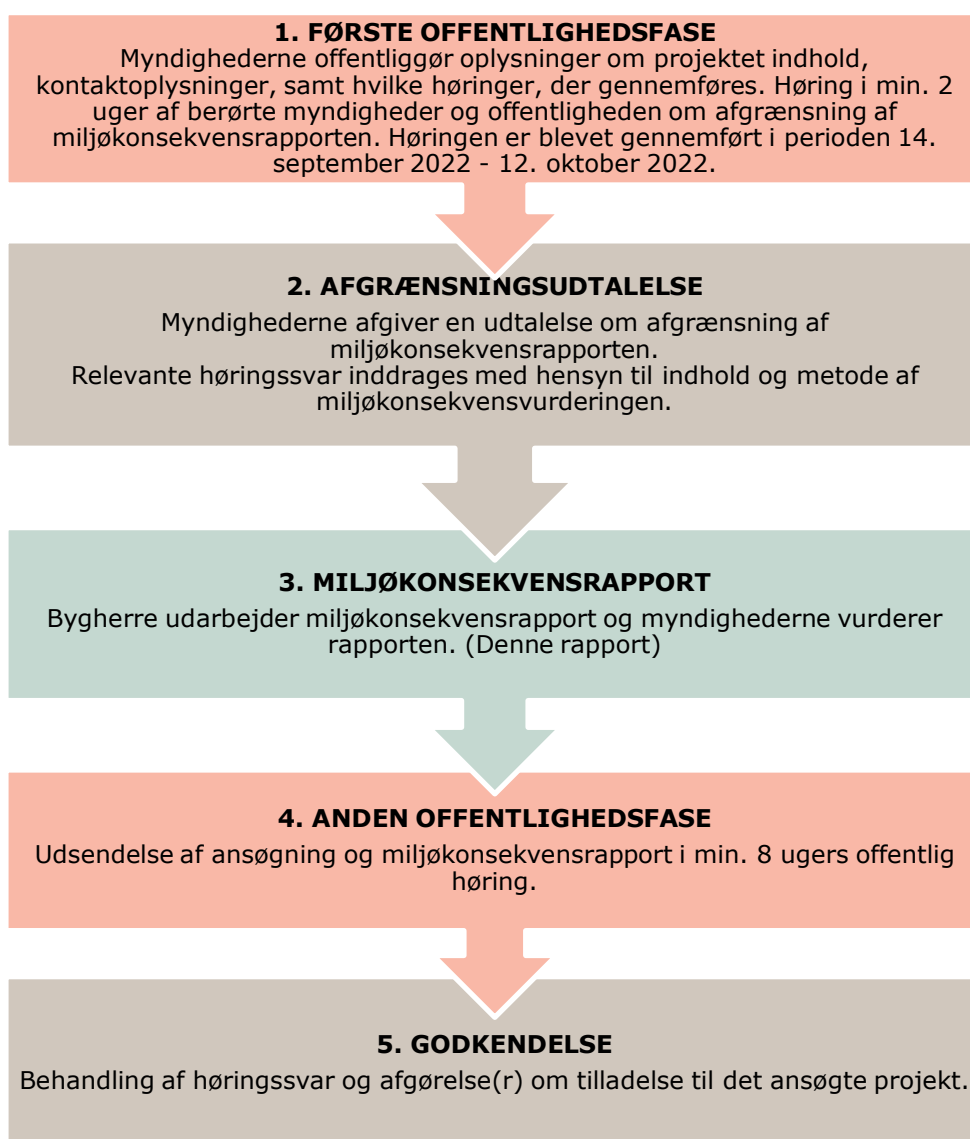 1. FØRSTE OFFENTLIGHEDSFASE
Myndighederne offentliggør oplysninger om projektet indhold,
kontaktoplysninger, samt hvilke høringer, der gennemføres. Høring i min. 2
uger af berørte myndigheder og offentligheden om afgrænsning af
miljøkonsekvensrapporten. Høringen er blevet gennemført i perioden 14.
september 2022 - 12. oktober 2022.
2. AFGRÆNSNINGSUDTALELSE
Myndighederne afgiver en udtalelse om afgrænsning af
miljøkonsekvensrapporten.
Relevante høringssvar inddrages med hensyn til indhold og metode af
miljøkonsekvensvurderingen.
3. MILJØKONSEKVENSRAPPORT
Bygherre udarbejder miljøkonsekvensrapport og myndighederne vurderer
rapporten. (Denne rapport)
4. ANDEN OFFENTLIGHEDSFASE
Udsendelse af ansøgning og miljøkonsekvensrapport i min. 8 ugers offentlig
høring.
5. GODKENDELSE
Behandling af høringssvar og afgørelse(r) om tilladelse til det ansøgte projekt.